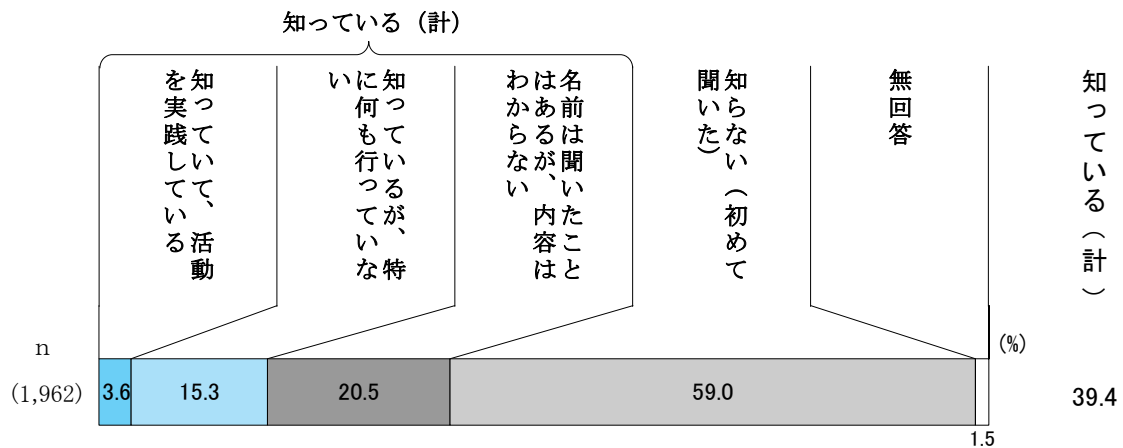 知っている（計）
知っていて、活動
を実践している
知っているが、特
に何も行っていな
い
名前は聞いたこと
はあるが、内容は
わからない
知らない（初めて
聞いた）
無回答
知っている（計）
(%)
n
(1,962)
3.6
15.3
20.5
59.0
1.5
39.4